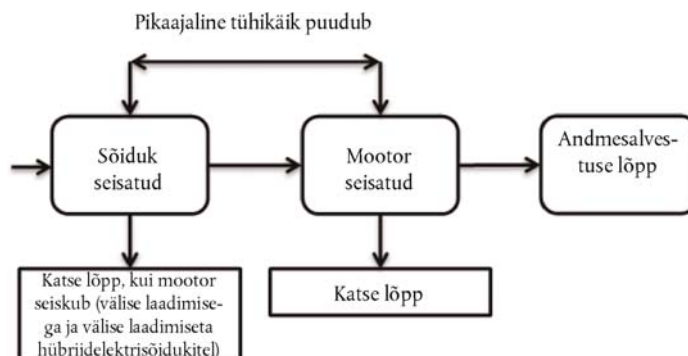 Pikaajaline tühikäik puudub
Sõiduk
seisatud
Mootor
seisatud
Andmesalves-
tuse lõpp
Katse lõpp, kui mootor
seiskub (välise laadimise-
ga ja välise laadimiseta
hübriidelektrisõidukitel)
Katse lõpp